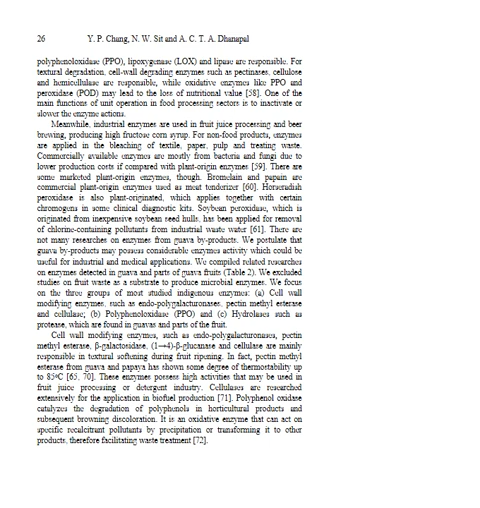 26 Y. P. Chang, N. W. Sit and A. C. T. A. Dhanapal
polyphenoloxidase (PPO), lipoxygenase (LOX) and lipase are responsible. For
textural degradation, cell-wall degrading enzymes such as pectinases, cellulose
and hemicellulase are responsible, while oxidative enzymes like PPO and
peroxidase (POD) may lead to the loss of nutritional value [58]. One of the
main functions of unit operation in food processing sectors is to inactivate or
slower the enzyme actions.
Meanwhile, industrial enzymes are used in fruit juice processing and beer
brewing, producing high fructose corn syrup. For non-food products, enzymes
are applied in the bleaching of textile, paper, pulp and treating waste.
Commercially available enzymes are mostly from bacteria and fungi due to
lower production costs if compared with plant-origin enzymes [59]. There are
some marketed plant-origin enzymes, though. Bromelain and papain are
commercial plant-origin enzymes used as meat tenderizer [60]. Horseradish
peroxidase is also plant-originated, which applies together with certain
chromogens in some clinical diagnostic kits. Soybean peroxidase, which is
originated from inexpensive soybean seed hulls, has been applied for removal
of chlorine-containing pollutants from industrial waste water [61]. There are
not many researches on enzymes from guava by-products. We postulate that
guava by-products may possess considerable enzymes activity which could be
useful for industrial and medical applications. We compiled related researches
on enzymes detected in guava and parts of guava fruits (Table 2). We excluded
studies on fruit waste as a substrate to produce microbial enzymes. We focus
on the three groups of most studied indigenous enzymes: (a) Cell wall
modifying enzymes, such as endo-polygalacturonases, pectin methyl esterase
and cellulase; (b) Polyphenoloxidase (PPO) and (c) Hydrolases such as
protease, which are found in guavas and parts of the fruit.
Cell wall modifying enzymes, such as endo-polygalacturonases, pectin
methyl esterase, β-galactosidase, (1→4)-β-glucanase and cellulase are mainly
responsible in textural softening during fruit ripening. In fact, pectin methyl
esterase from guava and papaya has shown some degree of thermostability up
to 85ºC [65, 70]. These enzymes possess high activities that may be used in
fruit juice processing or detergent industry. Cellulases are researched
extensively for the application in biofuel production [71]. Polyphenol oxidase
catalyzes the degradation of polyphenols in horticultural products and
subsequent browning discoloration. It is an oxidative enzyme that can act on
specific recalcitrant pollutants by precipitation or transforming it to other
products, therefore facilitating waste treatment [72].